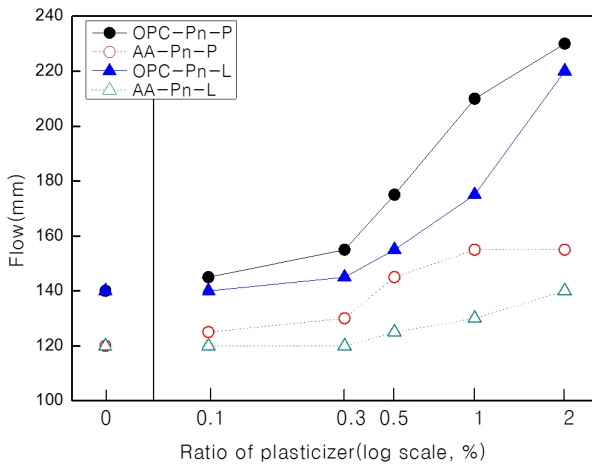 240
220
200
180
160
140
120
100
Flow(mm)
OPC-Pn-P
AA-Pn-P
OPC-Pn-L
AA-Pn-L
0 0.1 0.3 0.5 1 2
Ratio of plasticizer(log scale, %)